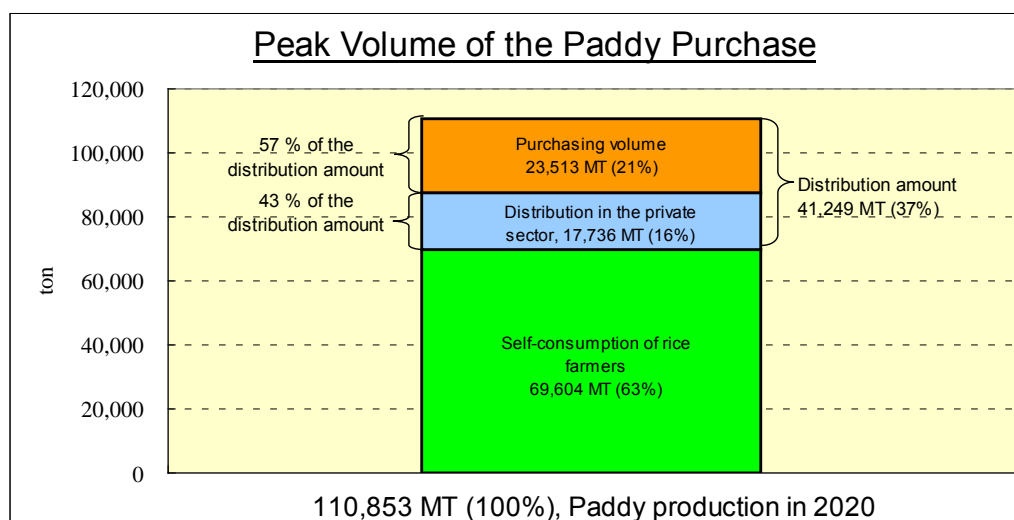 Peak Volume of the Paddy Purchase
120,000
100,000
80,000
60,000
40,000
20,000
0
ton
57 % of the
distribution amount
43 % of the
distribution amount
Purchasing volume
23,513 MT (21%)
Distribution in the private
sector, 17,736 MT (16%)
Self-consumption of rice
farmers
69,604 MT (63%)
Distribution amount
41,249 MT (37%)
110,853 MT (100%), Paddy production in 2020